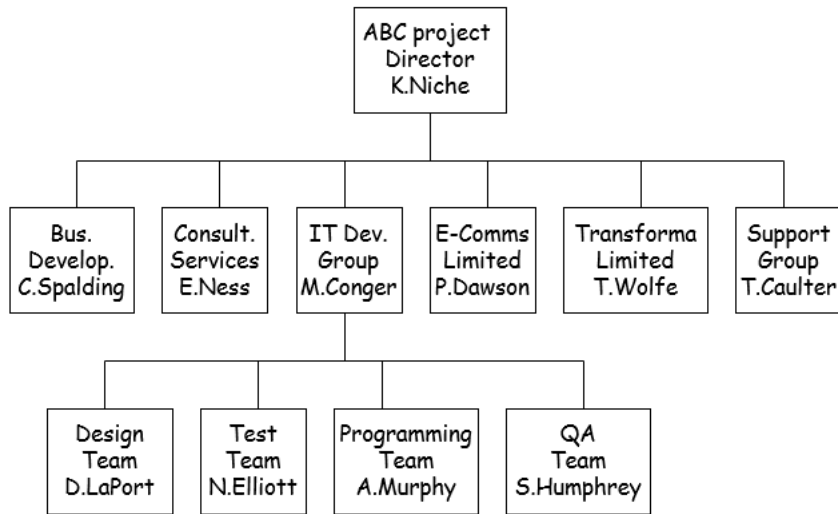 ABC project
Director
K.Niche
Bus.
Develop.
C.Spalding
Consult.
Services
E.Ness
IT Dev.
Group
M.Conger
E-Comms
Limited
P.Dawson
Transforma
Limited
T.Wolfe
Support
Group
T.Caulter
Design
Team
D.LaPort
Test
Team
N.Elliott
Programming
Team
A.Murphy
QA
Team
S.Humphrey